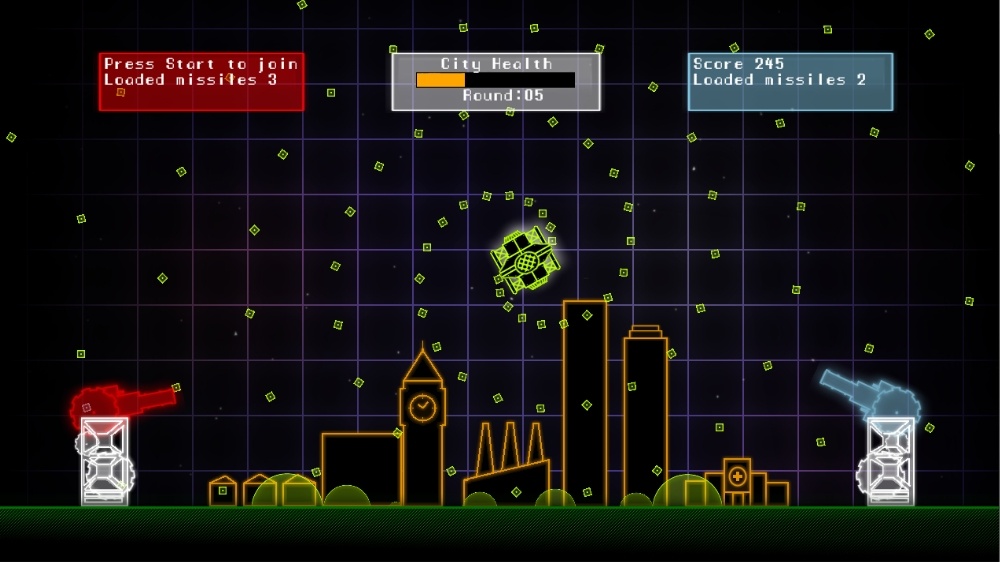 Press Start to join
Loaded missiles 3
City Health
Round:05
Score 245
Loaded missiles 2